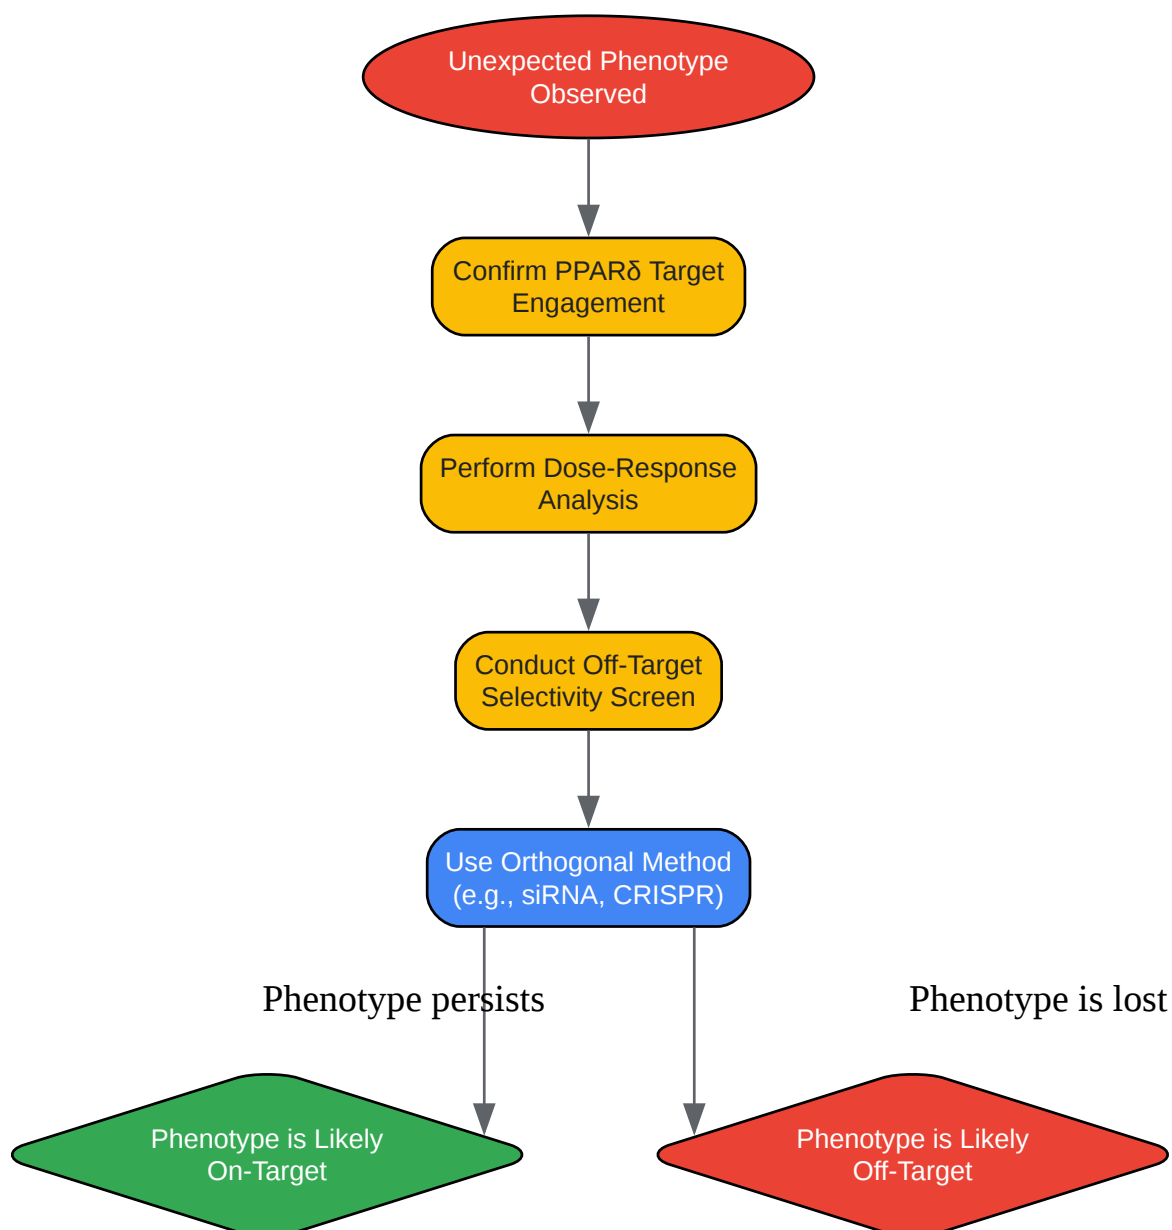 Unexpected Phenotype
Observed
Confirm PPARδ Target
Engagement
Perform Dose-Response
Analysis
Conduct Off-Target
Selectivity Screen
Use Orthogonal Method
(e.g., siRNA, CRISPR)
Phenotype persists
Phenotype is lost
Phenotype is Likely
On-Target
Phenotype is Likely
Off-Target